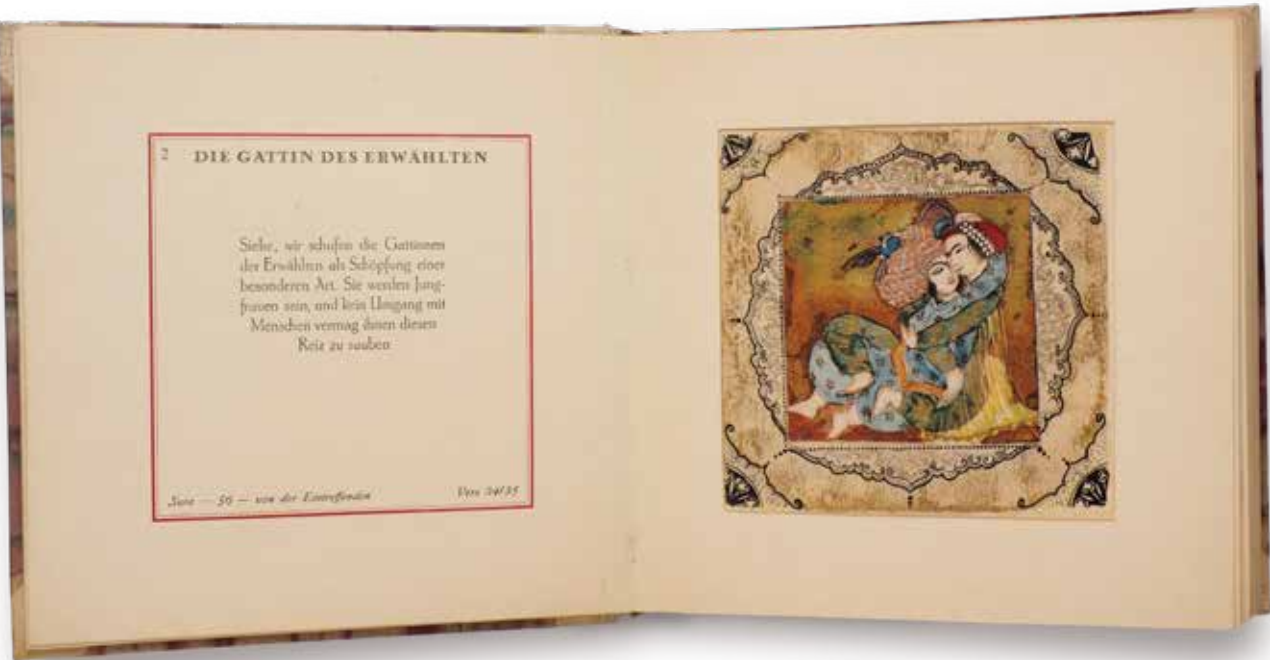 DIE GATTIN DES ERWÄHLTEN
Siehe, wir schufen die Gattinnen
des Erwählten als Schöpfung einer
besonderen Art. Sie werden Jung-
frauen sein, und kein Umgang mit
Menschen vermag ihnen diesen
Reiz zu rauben
Sure — 56 — von der Eintreffenden
Vers 34/35